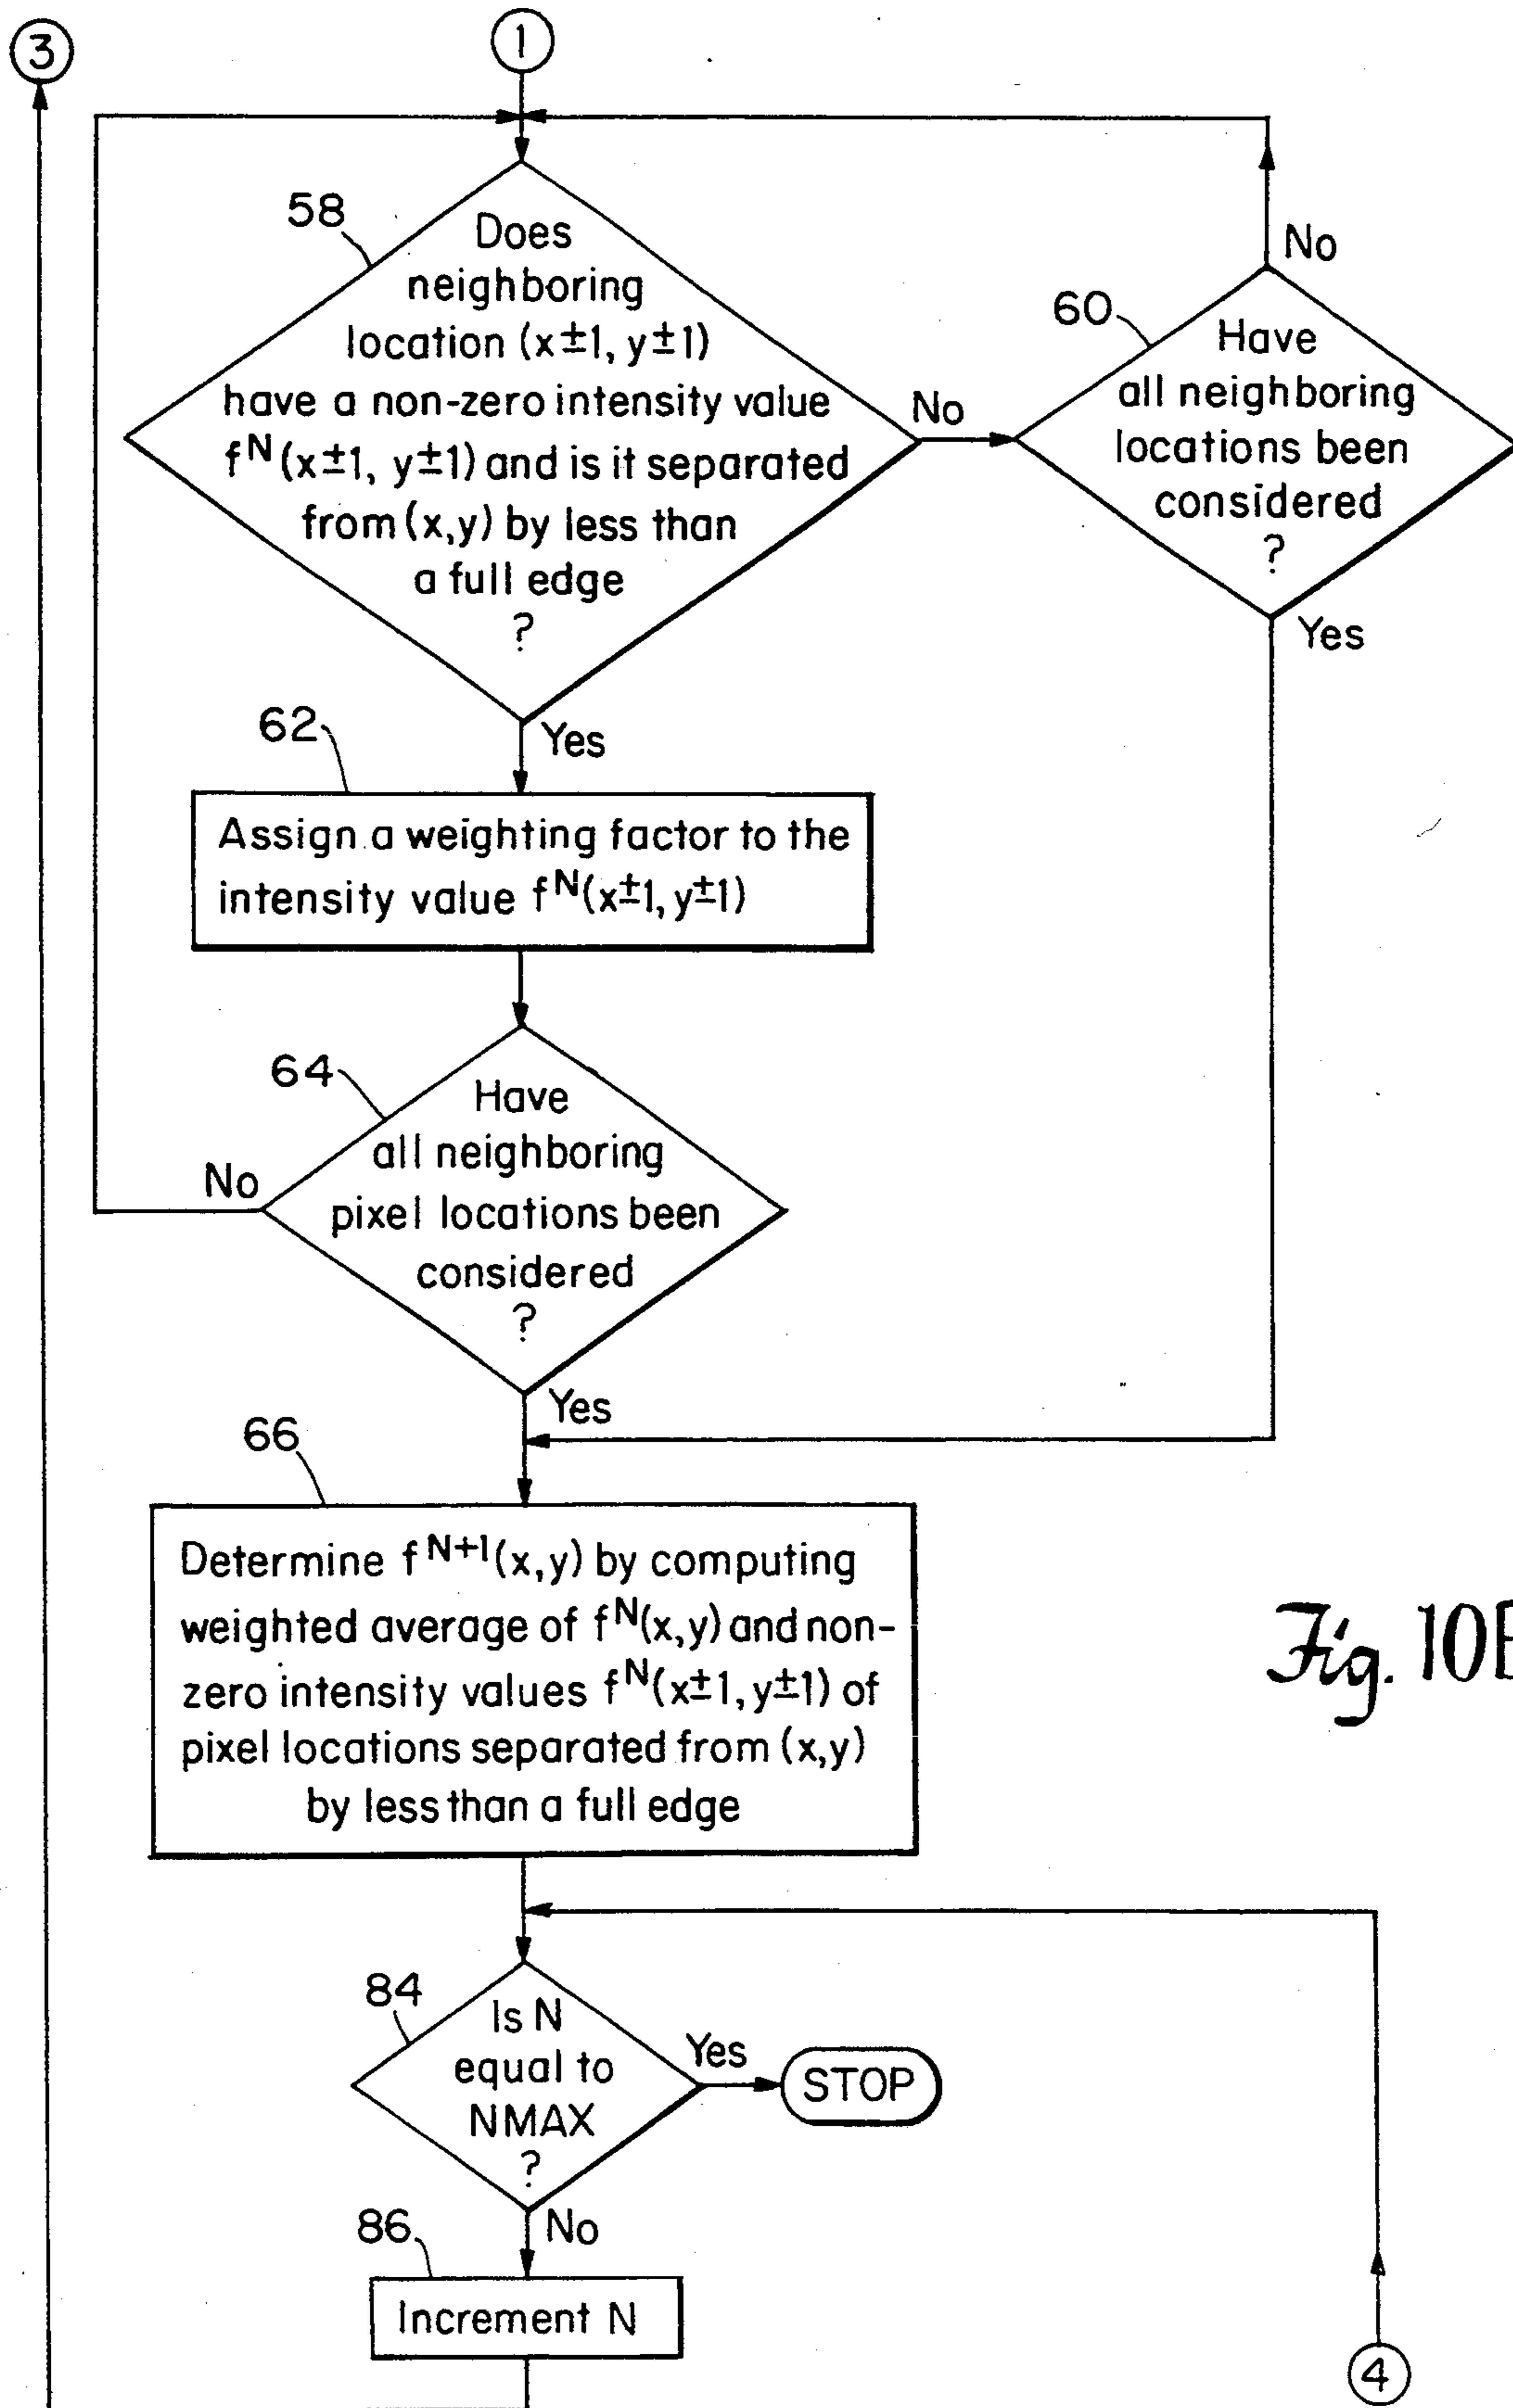 3
1
58
Does
neighboring
location (x±1, y±1)
have a non-zero intensity value
f^N(x±1, y±1) and is it separated
from (x,y) by less than
a full edge
?
No
Yes
60
Have
all neighboring
locations been
considered
?
No
Yes
62
Assign a weighting factor to the
intensity value f^N(x±1, y±1)
64
Have
all neighboring
pixel locations been
considered
?
No
Yes
66
Determine f^N+1(x,y) by computing
weighted average of f^N(x,y) and non-
zero intensity values f^N(x±1, y±1) of
pixel locations separated from (x,y)
by less than a full edge
Fig. 10B
84
Is N
equal to
NMAX
?
Yes
STOP
No
86
Increment N
4